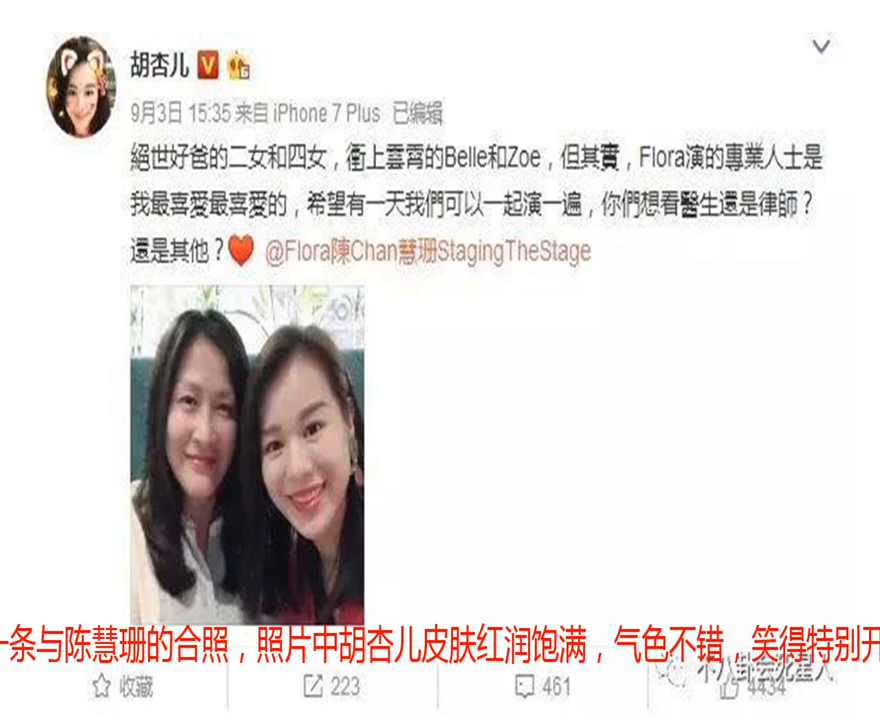 胡杏儿
9月3日 15:35 来自 iPhone 7 Plus 已编辑
絕世好爸的二女和四女，衝上雲霄的Belle和Zoe，但其實，Flora演的專業人士是
我最喜愛最喜愛的，希望有一天我們可以一起演一遍，你們想看醫生還是律師？
還是其他？❤ @Flora陳Chan慧珊StagingTheStage
一条与陈慧珊的合照，照片中胡杏儿皮肤红润饱满，气色不错，笑得特别开
不八卦会死星人
收藏 223 461 4434